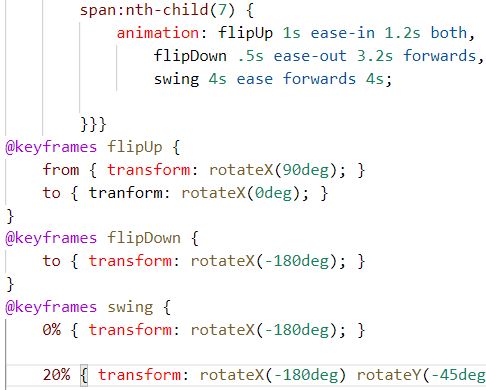 span:nth-child(7) {
animation: flipUp 1s ease-in 1.2s both,
flipDown .5s ease-out 3.2s forwards,
swing 4s ease forwards 4s;
}}}
@keyframes flipUp {
from { transform: rotateX(90deg); }
to { tranform: rotateX(0deg); }
}
@keyframes flipDown {
to { transform: rotateX(-180deg); }
}
@keyframes swing {
0% { transform: rotateX(-180deg); }
20% { transform: rotateX(-180deg) rotateY(-45deg